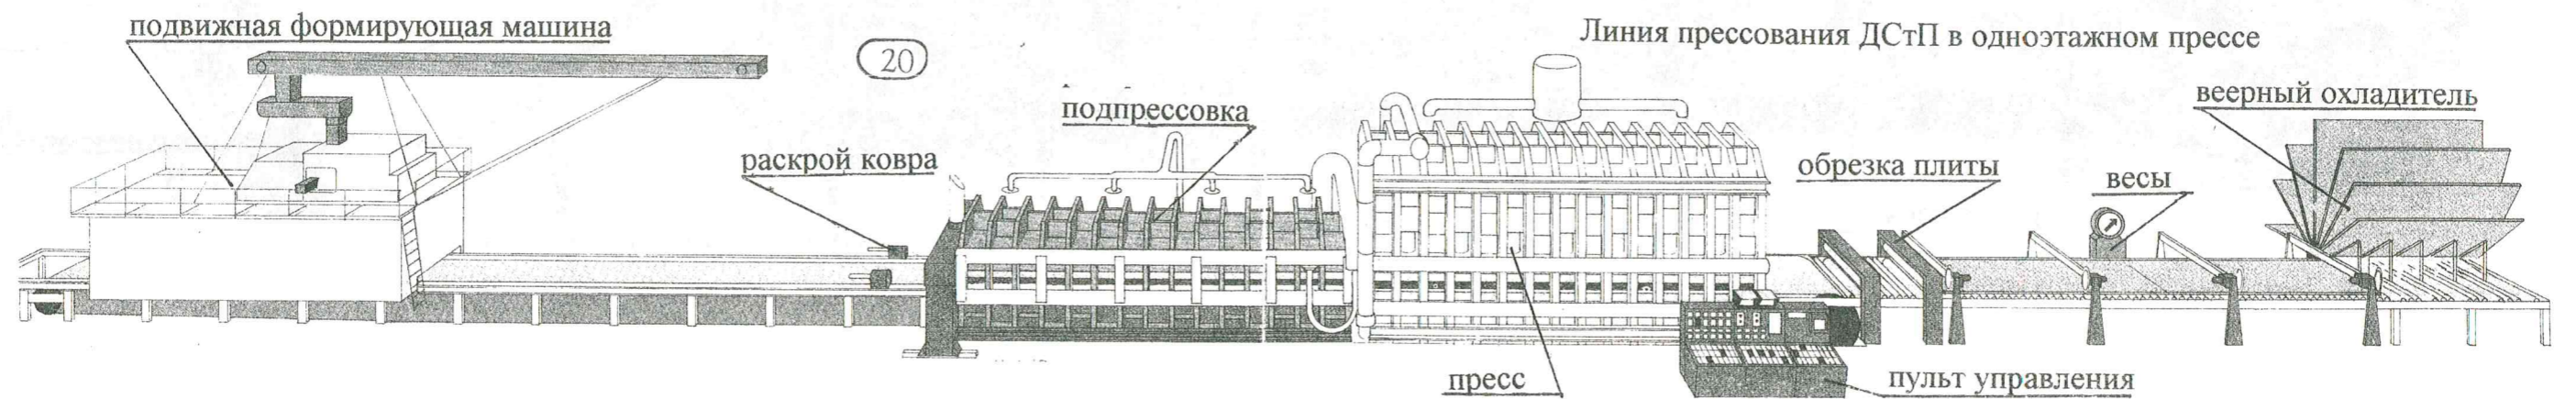 подвижная формирующая машина
20
Линия прессования ДСтП в одноэтажном прессе
подпрессовка
веерный охладитель
раскрой ковра
обрезка плиты
весы
пресс
пульт управления